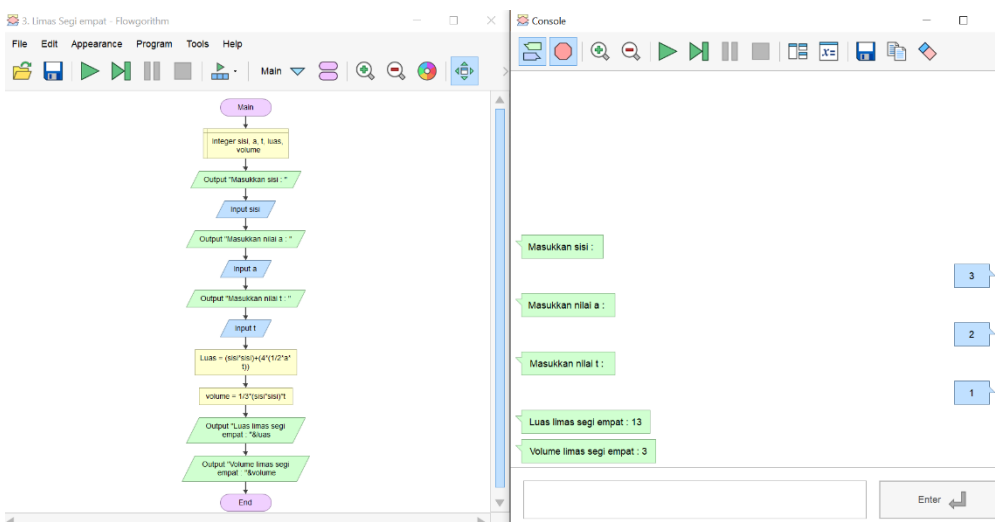 3. Limas Segi empat - Flowgorithm
File Edit Appearance Program Tools Help
Main
Main
Integer sisi, a, t, luas,
volume
Output "Masukkan sisi : "
Input sisi
Output "Masukkan nilai a : "
Input a
Output "Masukkan nilai t : "
Input t
Luas = (sisi*sisi)+(4*(1/2*a*
t))
volume = 1/3*(sisi*sisi)*t
Output "Luas limas segi
empat : "&luas
Output "Volume limas segi
empat : "&volume
End
Console
x=
Masukkan sisi :
3
Masukkan nilai a :
2
Masukkan nilai t :
1
Luas limas segi empat : 13
Volume limas segi empat : 3
Enter